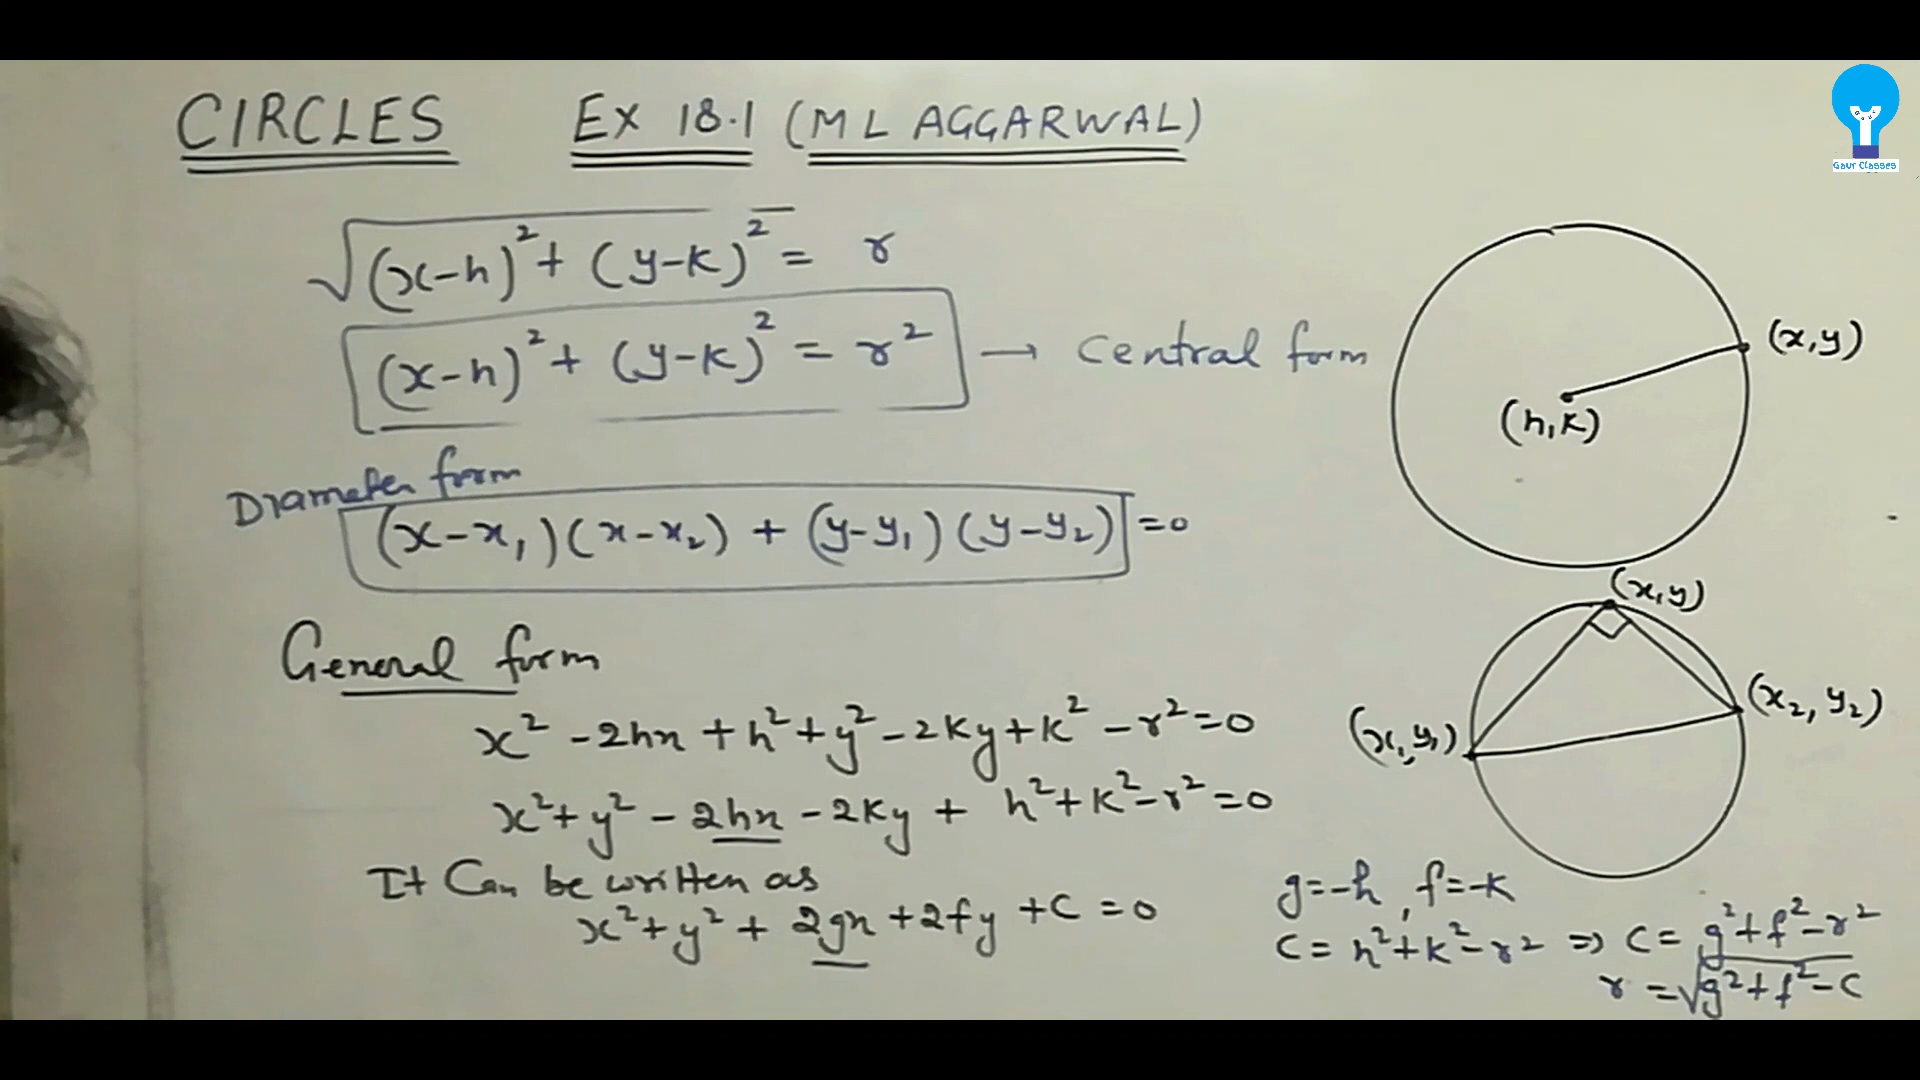 CIRCLES EX 18.1 (ML AGGARWAL)
Gaur Classes
√(x-h)² + (y-k)² = r
(x-h)² + (y-k)² = r² → Central form
(x,y)
(h,k)
Diameter form
(x-x₁)(x-x₂) + (y-y₁)(y-y₂) =0
(x,y)
General form
(x₂, y₂)
(x₁, y₁)
x² -2hx + h² + y² -2ky + k² - r² = 0
x² + y² - 2hx - 2ky + h² + k² - r² = 0
It Can be written as
g=-h, f=-k
x² + y² + 2gx + 2fy + C = 0
C = h² + k² - r² ⇒ C = g² + f² - r²
r = √g² + f² - C